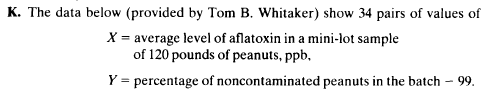 K. The data below (provided by Tom B. Whitaker) show 34 pairs of values of
X = average level of aflatoxin in a mini-lot sample
of 120 pounds of peanuts, ppb,
Y = percentage of noncontaminated peanuts in the batch − 99.